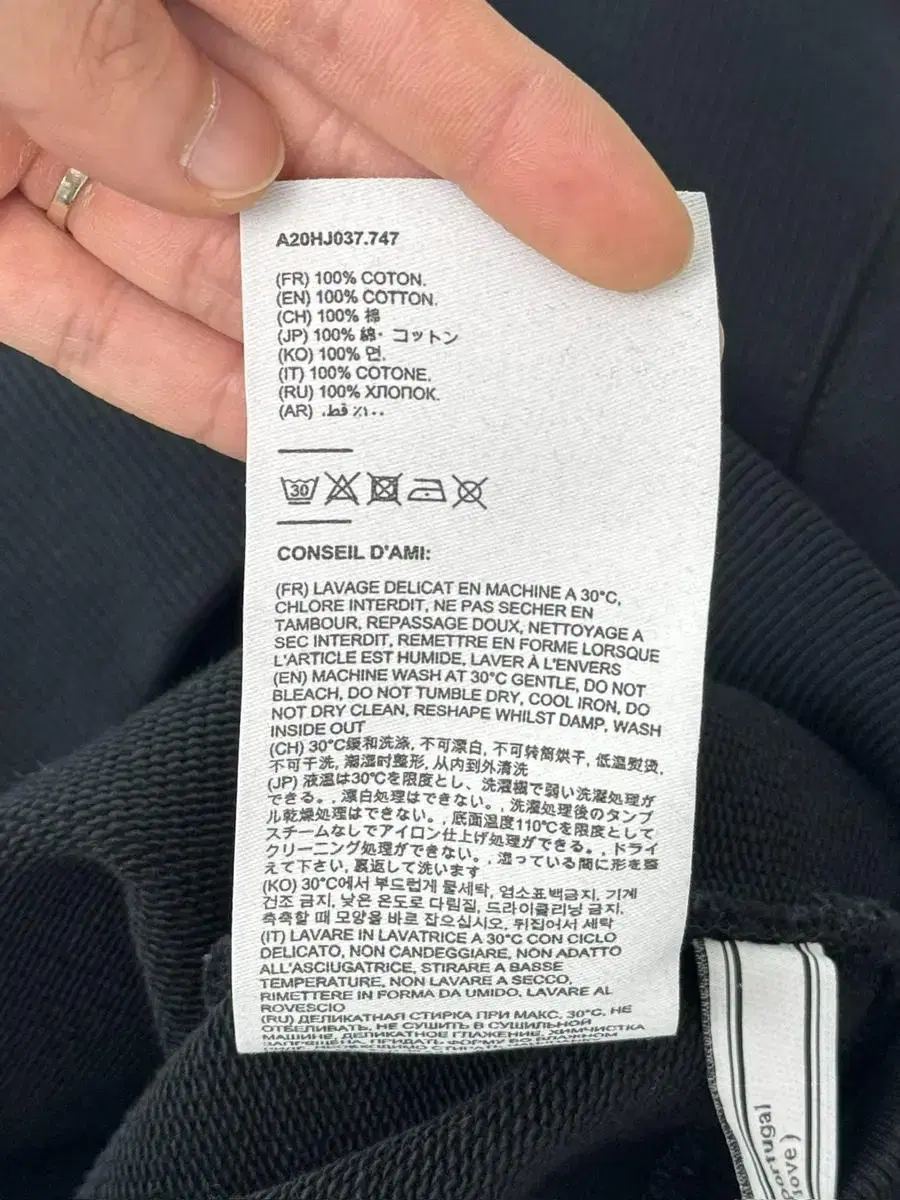 A20HJ037.747
(FR) 100% COTON.
(EN) 100% COTTON.
(CH) 100% 棉
(JP) 100% 綿・ コットン
(KO) 100% 면.
(IT) 100% COTONE.
(RU) 100% ХЛОПОК.
(AR) .١٠٠٪ قط
30
CONSEIL D'AMI:
(FR) LAVAGE DELICAT EN MACHINE A 30°C,
CHLORE INTERDIT, NE PAS SECHER EN
TAMBOUR, REPASSAGE DOUX, NETTOYAGE A
SEC INTERDIT, REMETTRE EN FORME LORSQUE
L'ARTICLE EST HUMIDE, LAVER À L'ENVERS
(EN) MACHINE WASH AT 30°C GENTLE, DO NOT
BLEACH, DO NOT TUMBLE DRY, COOL IRON, DO
NOT DRY CLEAN, RESHAPE WHILST DAMP, WASH
INSIDE OUT
(CH) 30°C缓和洗涤, 不可漂白, 不可转筒烘干, 低温熨烫,
不可干洗, 潮湿时整形, 从内到外清洗
(JP) 液温は30℃を限度とし、洗濯機で弱い洗濯処理が
できる。, 漂白処理はできない。, 洗濯処理後のタンブ
ル乾燥処理はできない。, 底面温度110℃を限度として
スチームなしでアイロン仕上げ処理ができる。, ドライ
クリーニング処理ができない。, 湿っている間に形を整
えて下さい, 裏返して洗います
(KO) 30°C에서 부드럽게 물세탁, 염소표백금지, 기계
건조 금지, 낮은 온도로 다림질, 드라이클리닝 금지,
축축할 때 모양을 바로 잡으십시오, 뒤집어서 세탁
(IT) LAVARE IN LAVATRICE A 30°C CON CICLO
DELICATO, NON CANDEGGIARE, NON ADATTO
ALL'ASCIUGATRICE, STIRARE A BASSE
TEMPERATURE, NON LAVARE A SECCO,
RIMETTERE IN FORMA DA UMIDO, LAVARE AL
ROVESCIO
(RU) ДЕЛИКАТНАЯ СТИРКА ПРИ МАКС. 30°C, НЕ
ОТБЕЛИВАТЬ, НЕ СУШИТЬ В СУШИЛЬНОЙ
МАШИНЕ, ДЕЛИКАТНОЕ ГЛАЖЕНИЕ, ХИМЧИСТКА
ЗАПРЕЩЕНА, ПРИДАТЬ ФОРМУ ВО ВЛАЖНОМ